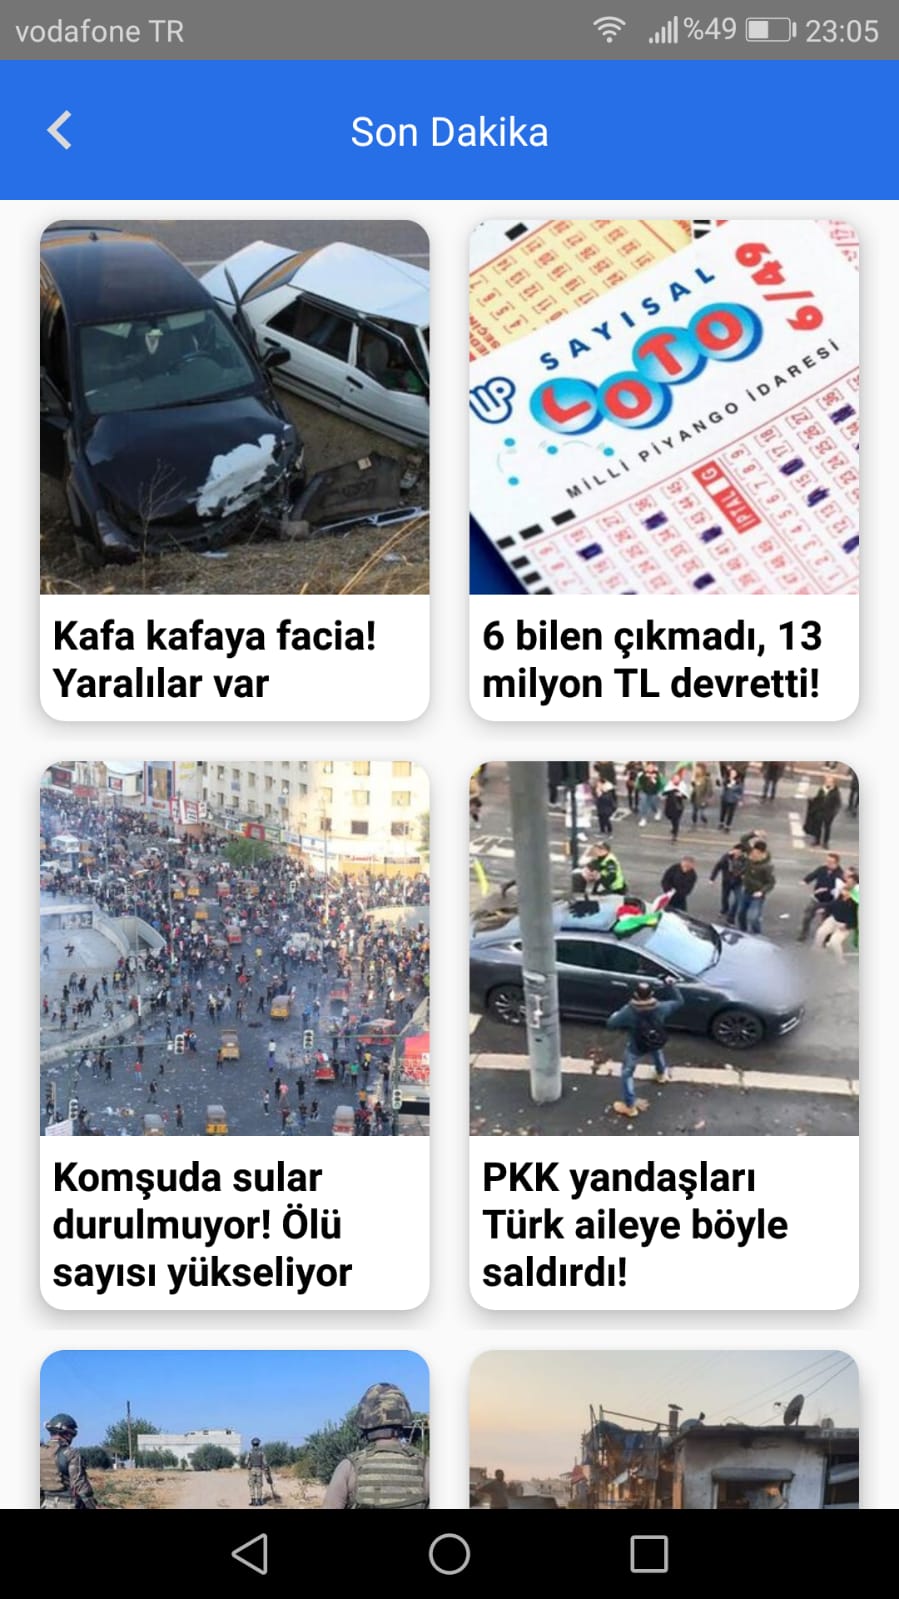 vodafone TR
%49
23:05
Son Dakika
SAYISAL
LOTO
6/49
MİLLİ PİYANGO İDARESİ
İPTAL
Kafa kafaya facia!
Yaralılar var
6 bilen çıkmadı, 13
milyon TL devretti!
Komşuda sular
durulmuyor! Ölü
sayısı yükseliyor
PKK yandaşları
Türk aileye böyle
saldırdı!